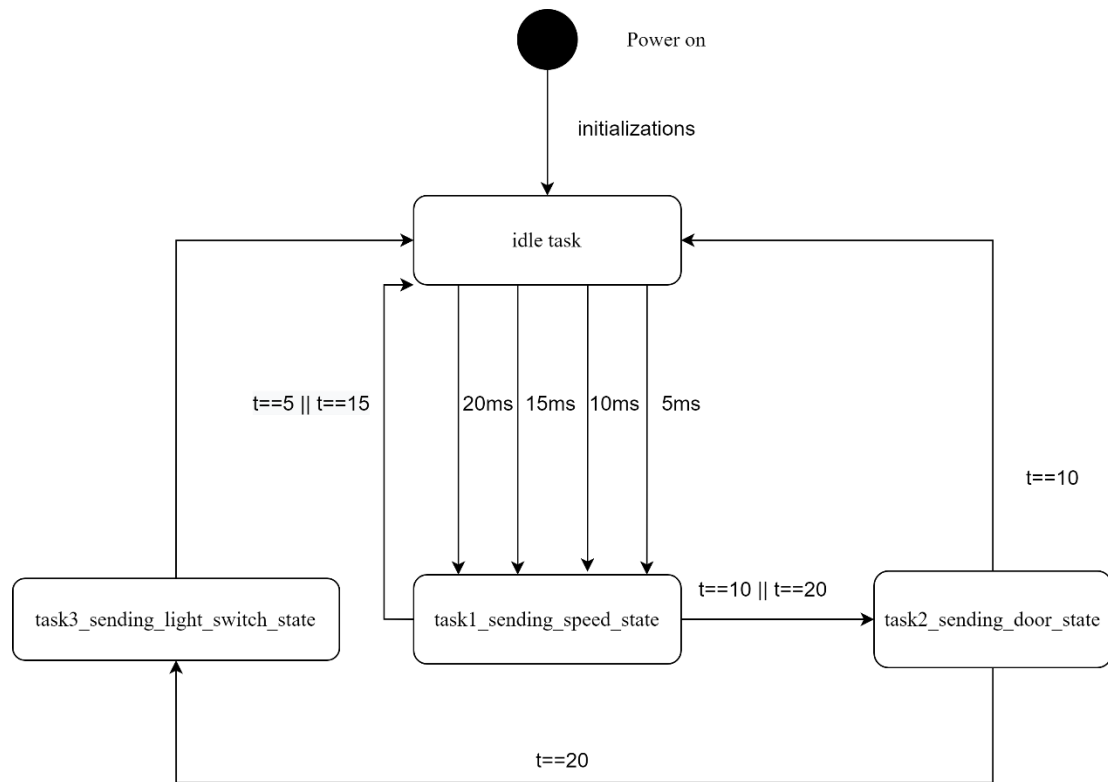 Power on
initializations
idle task
t==5 || t==15
20ms
15ms
10ms
5ms
t==10
t==10 || t==20
task3_sending_light_switch_state
task1_sending_speed_state
task2_sending_door_state
t==20